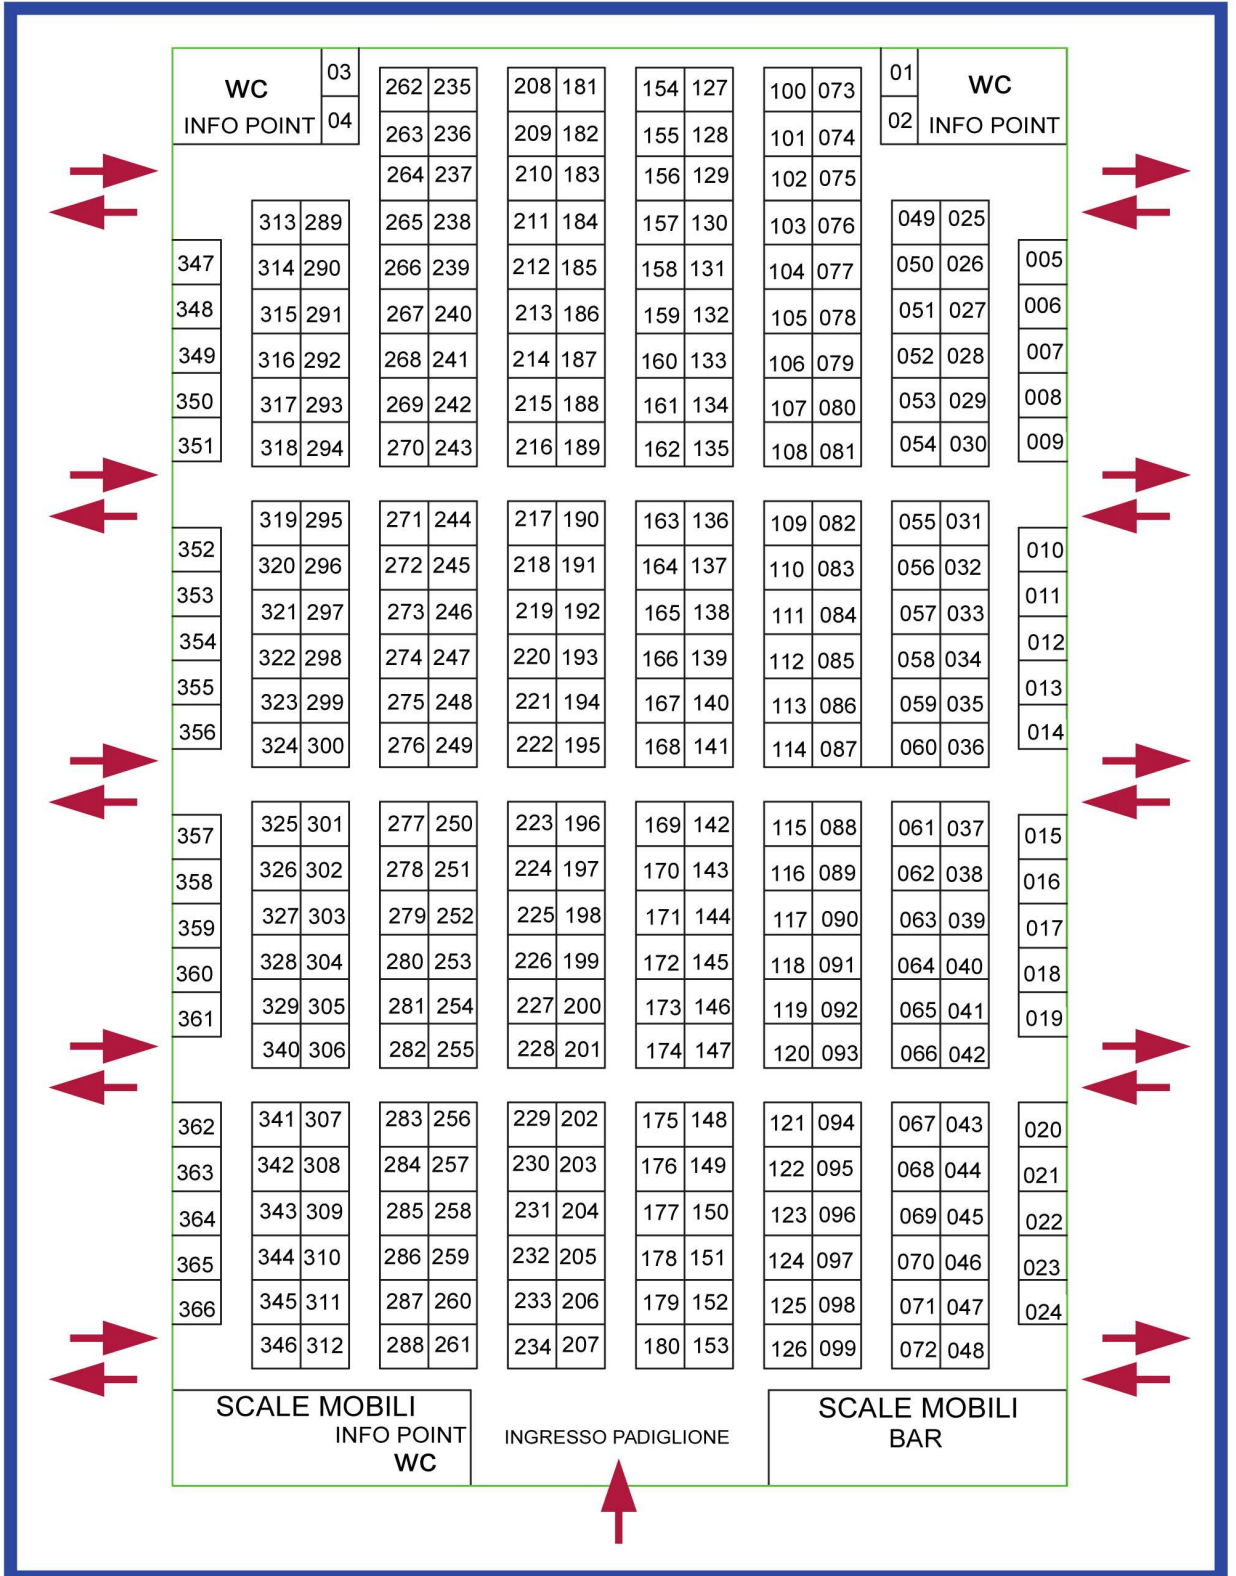 WC
INFO POINT
03
04
01
02
WC
INFO POINT
262 235 208 181 154 127 100 073
263 236 209 182 155 128 101 074
264 237 210 183 156 129 102 075
313 289 265 238 211 184 157 130 103 076 049 025
347 314 290 266 239 212 185 158 131 104 077 050 026 005
348 315 291 267 240 213 186 159 132 105 078 051 027 006
349 316 292 268 241 214 187 160 133 106 079 052 028 007
350 317 293 269 242 215 188 161 134 107 080 053 029 008
351 318 294 270 243 216 189 162 135 108 081 054 030 009
319 295 271 244 217 190 163 136 109 082 055 031
352 320 296 272 245 218 191 164 137 110 083 056 032 010
353 321 297 273 246 219 192 165 138 111 084 057 033 011
354 322 298 274 247 220 193 166 139 112 085 058 034 012
355 323 299 275 248 221 194 167 140 113 086 059 035 013
356 324 300 276 249 222 195 168 141 114 087 060 036 014
357 325 301 277 250 223 196 169 142 115 088 061 037 015
358 326 302 278 251 224 197 170 143 116 089 062 038 016
359 327 303 279 252 225 198 171 144 117 090 063 039 017
360 328 304 280 253 226 199 172 145 118 091 064 040 018
361 329 305 281 254 227 200 173 146 119 092 065 041 019
340 306 282 255 228 201 174 147 120 093 066 042
362 341 307 283 256 229 202 175 148 121 094 067 043 020
363 342 308 284 257 230 203 176 149 122 095 068 044 021
364 343 309 285 258 231 204 177 150 123 096 069 045 022
365 344 310 286 259 232 205 178 151 124 097 070 046 023
366 345 311 287 260 233 206 179 152 125 098 071 047 024
346 312 288 261 234 207 180 153 126 099 072 048
SCALE MOBILI
INFO POINT
WC
INGRESSO PADIGLIONE
SCALE MOBILI
BAR